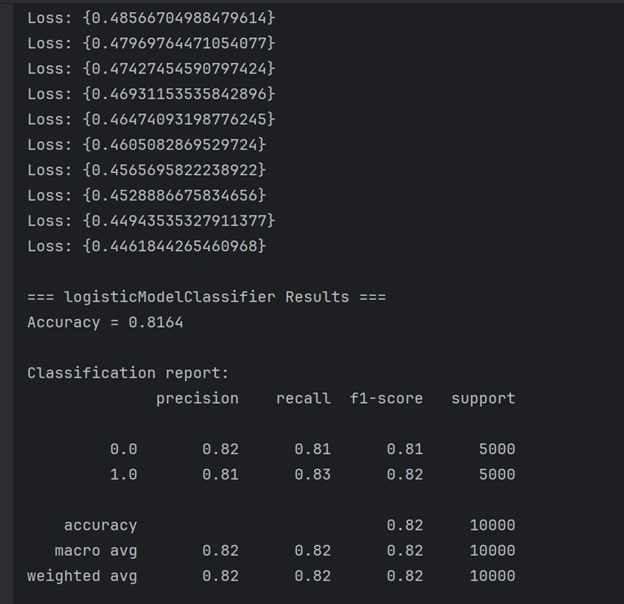 Loss: {0.48566704988479614}
Loss: {0.47969764471054077}
Loss: {0.47427454590797424}
Loss: {0.46931153535842896}
Loss: {0.46474093198776245}
Loss: {0.4605082869529724}
Loss: {0.4565695822238922}
Loss: {0.4528886675834656}
Loss: {0.44943535327911377}
Loss: {0.4461844265460968}
=== logisticModelClassifier Results ===
Accuracy = 0.8164
Classification report:
precision recall f1-score support
0.0 0.82 0.81 0.81 5000
1.0 0.81 0.83 0.82 5000
accuracy 0.82 10000
macro avg 0.82 0.82 0.82 10000
weighted avg 0.82 0.82 0.82 10000